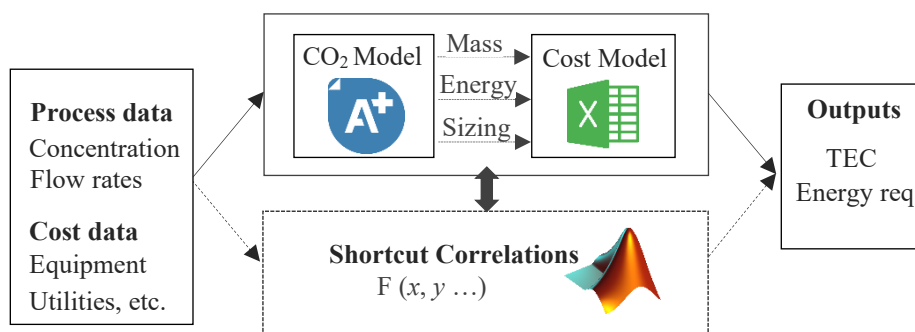 Process data
Concentration
Flow rates
Cost data
Equipment
Utilities, etc.
CO₂ Model
A+
Mass
Energy
Sizing
Cost Model
X
Shortcut Correlations
F (x, y …)
Outputs
TEC
Energy req